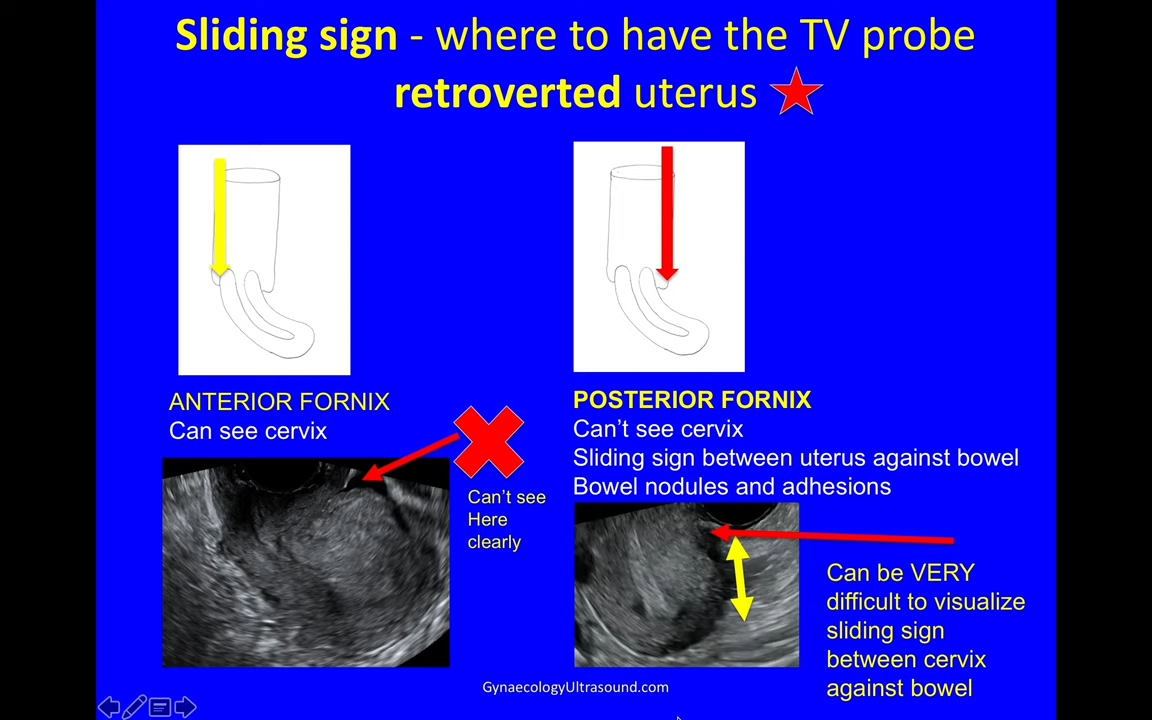 Sliding sign - where to have the TV probe
retroverted uterus
ANTERIOR FORNIX
Can see cervix
Can't see
Here
clearly
POSTERIOR FORNIX
Can't see cervix
Sliding sign between uterus against bowel
Bowel nodules and adhesions
Can be VERY
difficult to visualize
sliding sign
between cervix
against bowel
GynaecologyUltrasound.com